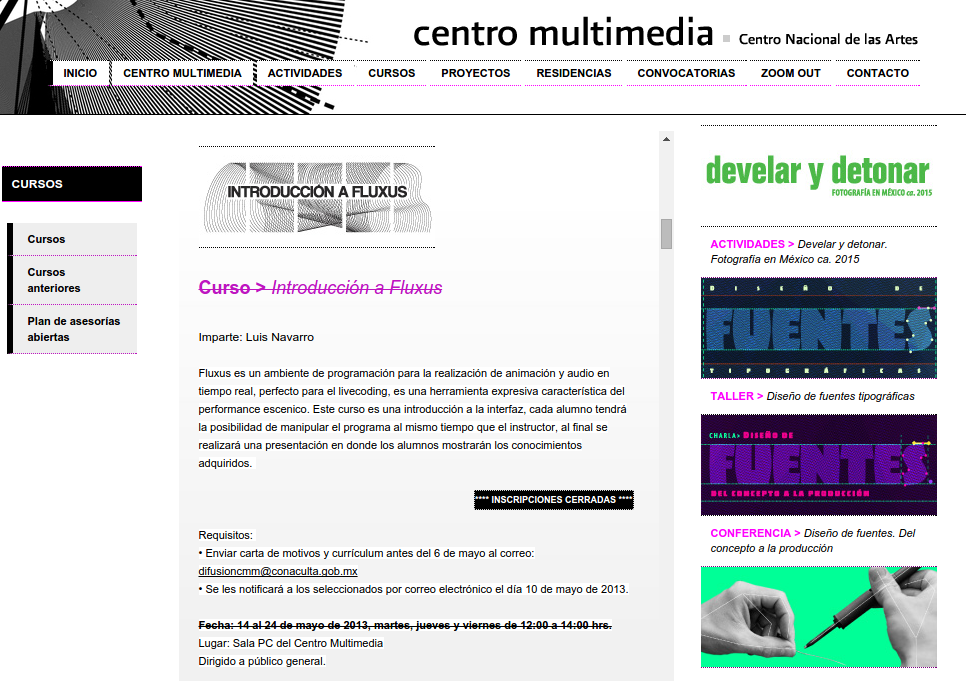 centro multimedia Centro Nacional de las Artes
INICIO CENTRO MULTIMEDIA ACTIVIDADES CURSOS PROYECTOS RESIDENCIAS CONVOCATORIAS ZOOM OUT CONTACTO
CURSOS
Cursos
Cursos
anteriores
Plan de asesorías
abiertas
INTRODUCCIÓN A FLUXUS
Curso > Introducción a Fluxus
Imparte: Luis Navarro
Fluxus es un ambiente de programación para la realización de animación y audio en
tiempo real, perfecto para el livecoding, es una herramienta expresiva característica del
performance escenico. Este curso es una introducción a la interfaz, cada alumno tendrá
la posibilidad de manipular el programa al mismo tiempo que el instructor, al final se
realizará una presentación en donde los alumnos mostrarán los conocimientos
adquiridos.
**** INSCRIPCIONES CERRADAS ****
Requisitos:
• Enviar carta de motivos y currículum antes del 6 de mayo al correo:
difusioncmm@conaculta.gob.mx
• Se les notificará a los seleccionados por correo electrónico el día 10 de mayo de 2013.
Fecha: 14 al 24 de mayo de 2013, martes, jueves y viernes de 12:00 a 14:00 hrs.
Lugar: Sala PC del Centro Multimedia
Dirigido a público general.
develar y detonar
FOTOGRAFÍA EN MÉXICO ca. 2015
ACTIVIDADES > Develar y detonar.
Fotografía en México ca. 2015
DISEÑO DE
FUENTES
TIPOGRÁFICAS
TALLER > Diseño de fuentes tipográficas
CHARLA> DISEÑO DE
FUENTES
DEL CONCEPTO A LA PRODUCCIÓN
CONFERENCIA > Diseño de fuentes. Del
concepto a la producción